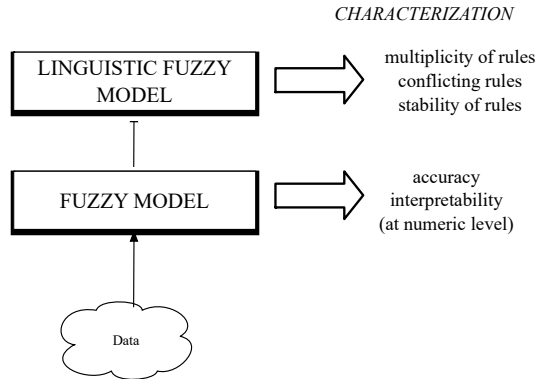 CHARACTERIZATION
LINGUISTIC FUZZY
MODEL
multiplicity of rules
conflicting rules
stability of rules
FUZZY MODEL
accuracy
interpretability
(at numeric level)
Data